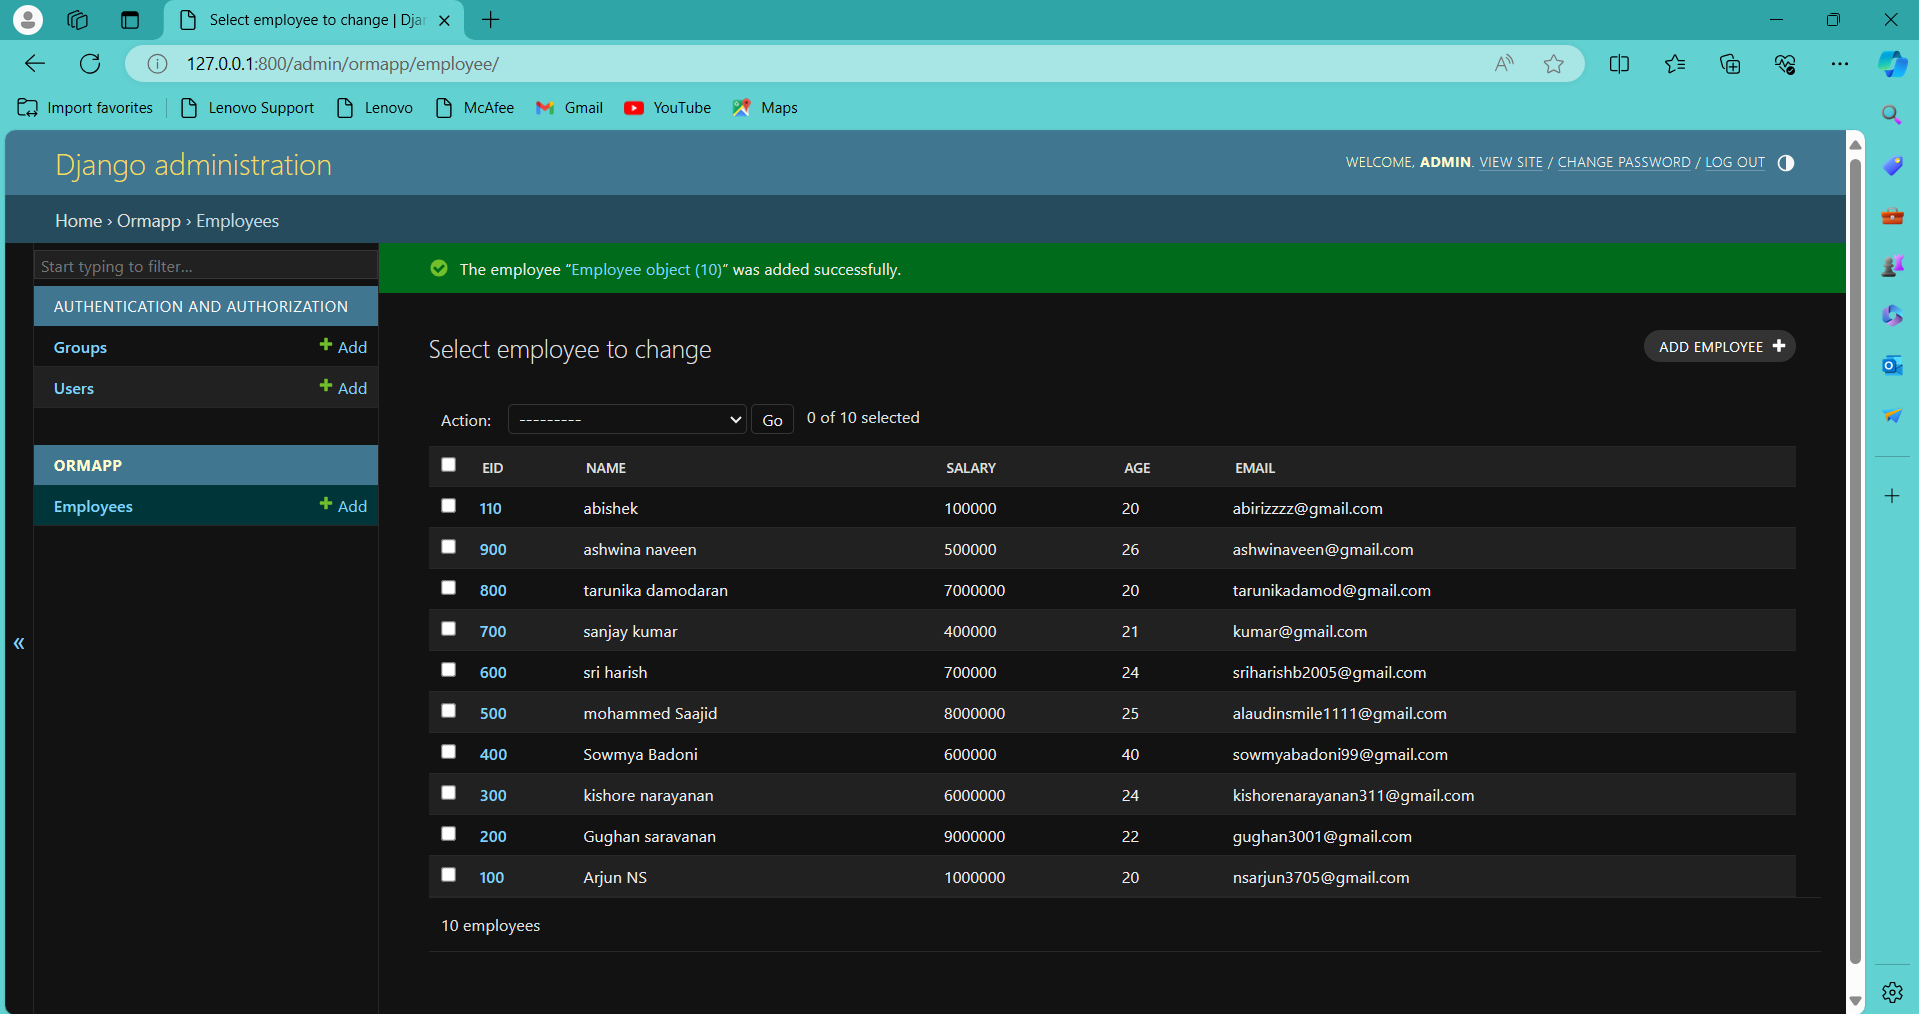 Select employee to change | Dja
127.0.0.1:800/admin/ormapp/employee/
Import favorites Lenovo Support Lenovo McAfee Gmail YouTube Maps
Django administration
WELCOME, ADMIN. VIEW SITE / CHANGE PASSWORD / LOG OUT
Home › Ormapp › Employees
Start typing to filter...
AUTHENTICATION AND AUTHORIZATION
Groups + Add
Users + Add
ORMAPP
Employees + Add
«
The employee “Employee object (10)” was added successfully.
Select employee to change
ADD EMPLOYEE +
Action: --------- Go 0 of 10 selected
EID NAME SALARY AGE EMAIL
110 abishek 100000 20 abirizzzz@gmail.com
900 ashwina naveen 500000 26 ashwinaveen@gmail.com
800 tarunika damodaran 7000000 20 tarunikadamod@gmail.com
700 sanjay kumar 400000 21 kumar@gmail.com
600 sri harish 700000 24 sriharishb2005@gmail.com
500 mohammed Saajid 8000000 25 alaudinsmile1111@gmail.com
400 Sowmya Badoni 600000 40 sowmyabadoni99@gmail.com
300 kishore narayanan 6000000 24 kishorenarayanan311@gmail.com
200 Gughan saravanan 9000000 22 gughan3001@gmail.com
100 Arjun NS 1000000 20 nsarjun3705@gmail.com
10 employees